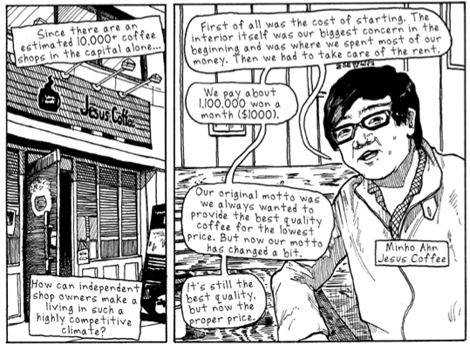 Since there are an
estimated 10,000+ coffee
shops in the capital alone...
Jesus Coffee
How can independent
shop owners make a
living in such a
highly competitive
climate?
First of all was the cost of starting. The
interior itself was our biggest concern in the
beginning and was where we spent most of our
money. Then we had to take care of the rent.
We pay about
1,100,000 won a
month ($1000).
Our original motto was
we always wanted to
provide the best quality
coffee for the lowest
price. But now our motto
has changed a bit.
It's still the
best quality,
but now the
proper price.
Minho Ahn
Jesus Coffee